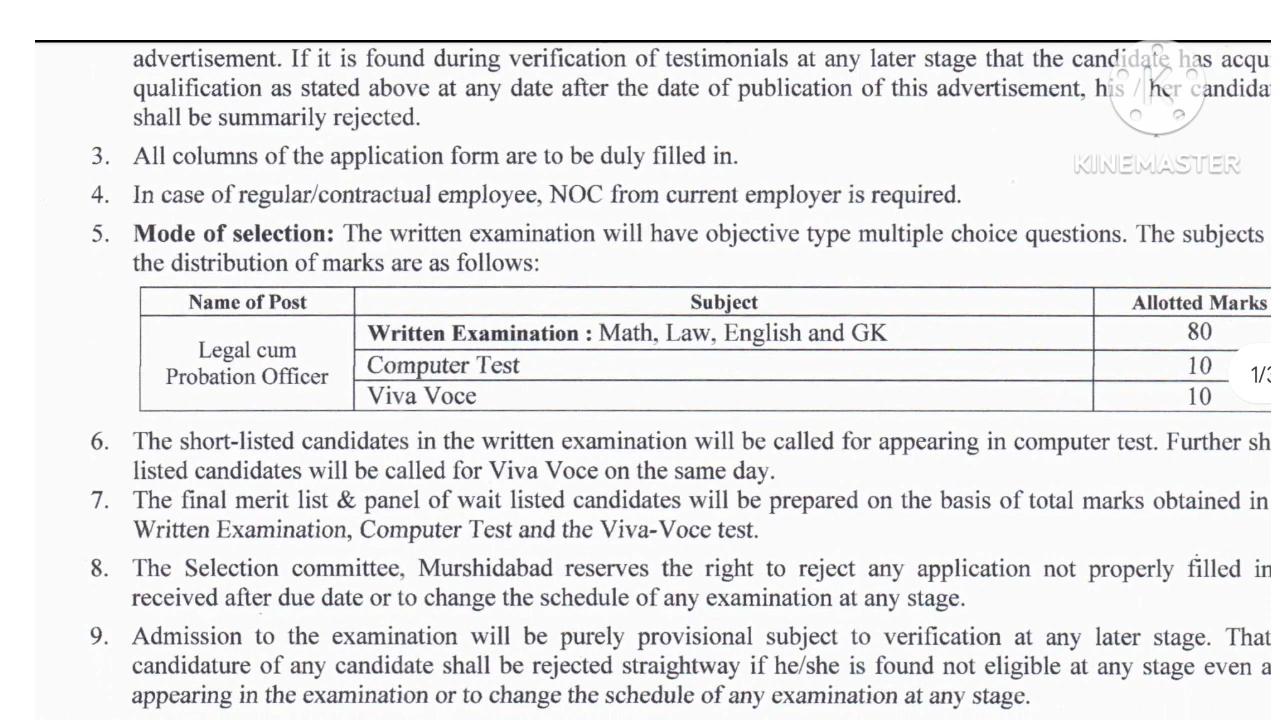 advertisement. If it is found during verification of testimonials at any later stage that the candidate has acqu
qualification as stated above at any date after the date of publication of this advertisement, his / her candida
shall be summarily rejected.
KINEMASTER
3. All columns of the application form are to be duly filled in.
4. In case of regular/contractual employee, NOC from current employer is required.
5. Mode of selection: The written examination will have objective type multiple choice questions. The subjects
the distribution of marks are as follows:
Name of Post Subject Allotted Marks
Legal cum Probation Officer
Written Examination : Math, Law, English and GK 80
Computer Test 10
Viva Voce 10
1/3
6. The short-listed candidates in the written examination will be called for appearing in computer test. Further sh
listed candidates will be called for Viva Voce on the same day.
7. The final merit list & panel of wait listed candidates will be prepared on the basis of total marks obtained in
Written Examination, Computer Test and the Viva-Voce test.
8. The Selection committee, Murshidabad reserves the right to reject any application not properly filled in
received after due date or to change the schedule of any examination at any stage.
9. Admission to the examination will be purely provisional subject to verification at any later stage. That
candidature of any candidate shall be rejected straightway if he/she is found not eligible at any stage even a
appearing in the examination or to change the schedule of any examination at any stage.